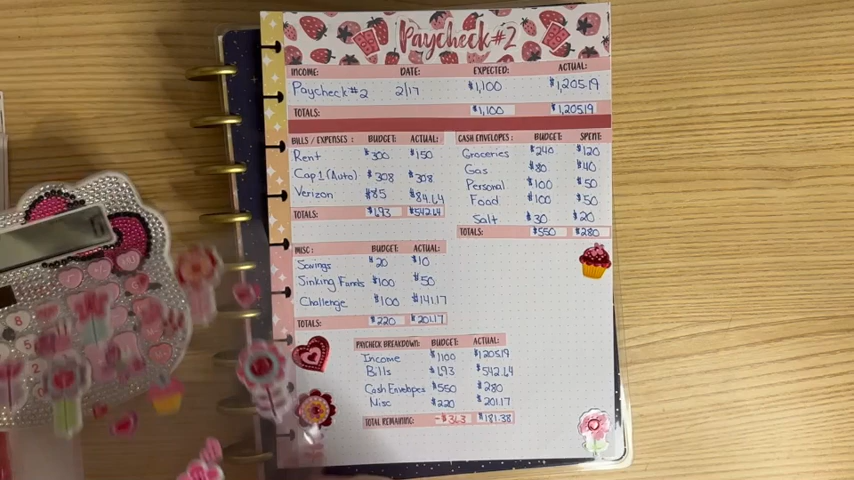 Paycheck#2
INCOME: DATE: EXPECTED: ACTUAL:
Paycheck #2 2/17 $1,100 $1,205.19
TOTALS: $1,100 $1,205.19
BILLS / EXPENSES: BUDGET: ACTUAL:
Rent $300 $150
Cap 1 (Auto) $308 $308
Verizon $85 $84.64
TOTALS: $693 $542.64
CASH ENVELOPES: BUDGET: SPENT:
Groceries $240 $120
Gas $80 $40
Personal $100 $50
Food $100 $50
Salt $30 $20
TOTALS: $550 $280
MISC: BUDGET: ACTUAL:
Savings $20 $10
Sinking Funds $100 $50
Challenge $100 $141.17
TOTALS: $220 $201.17
PAYCHECK BREAKDOWN: BUDGET: ACTUAL:
Income $1100 $1205.19
Bills $693 $542.64
Cash Envelopes $550 $280
Misc $220 $201.17
TOTAL REMAINING: -$363 $181.38